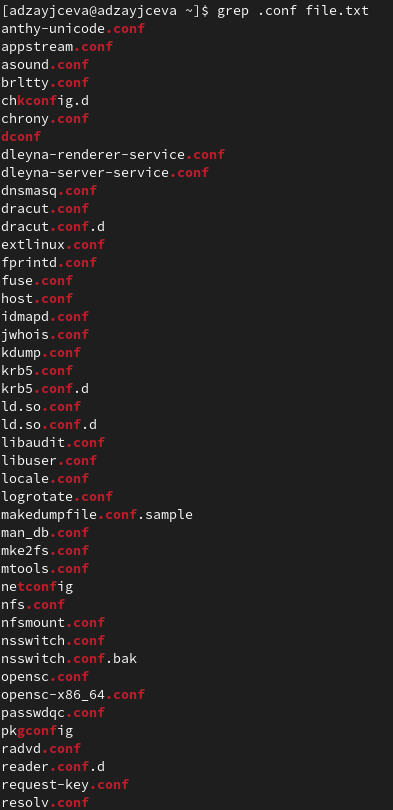 [adzayjceva@adzayjceva ~]$ grep .conf file.txt
anthy-unicode.conf
appstream.conf
asound.conf
brltty.conf
chkconfig.d
chrony.conf
dconf
dleyna-renderer-service.conf
dleyna-server-service.conf
dnsmasq.conf
dracut.conf
dracut.conf.d
extlinux.conf
fprintd.conf
fuse.conf
host.conf
idmapd.conf
jwhois.conf
kdump.conf
krb5.conf
krb5.conf.d
ld.so.conf
ld.so.conf.d
libaudit.conf
libuser.conf
locale.conf
logrotate.conf
makedumpfile.conf.sample
man_db.conf
mke2fs.conf
mtools.conf
netconfig
nfs.conf
nfsmount.conf
nsswitch.conf
nsswitch.conf.bak
opensc.conf
opensc-x86_64.conf
passwdqc.conf
pkgconfig
radvd.conf
reader.conf.d
request-key.conf
resolv.conf